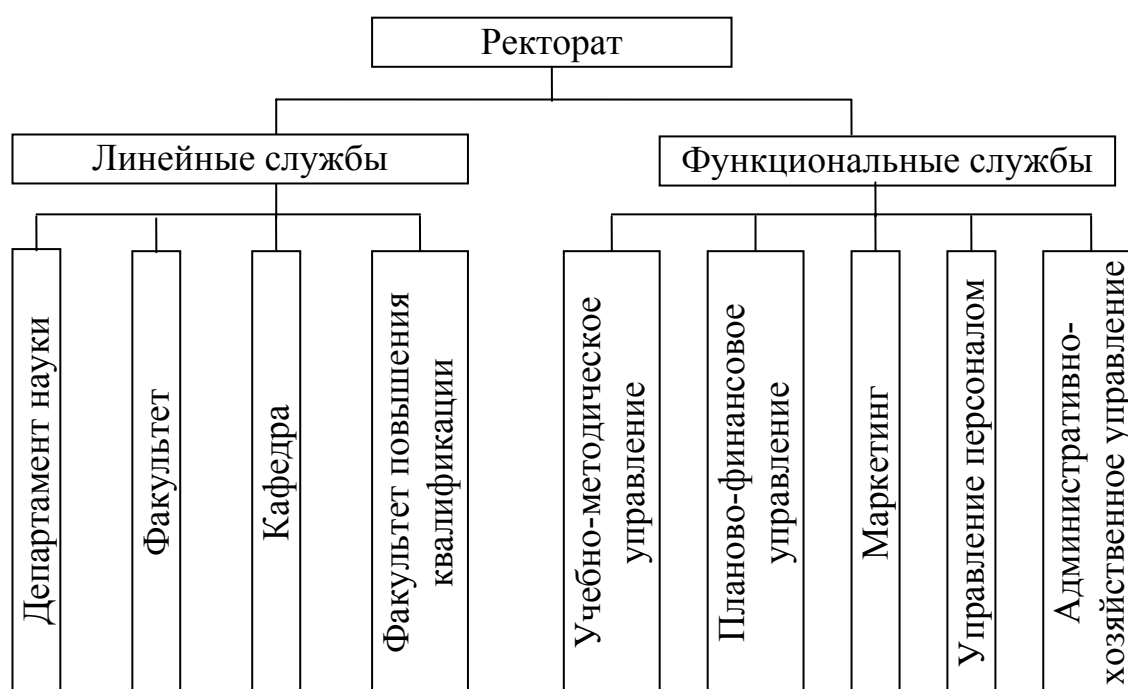 Ректорат
Линейные службы
Функциональные службы
Департамент науки
Факультет
Кафедра
Факультет повышения
квалификации
Учебно-методическое
управление
Планово-финансовое
управление
Маркетинг
Управление персоналом
Административно-
хозяйственное управление